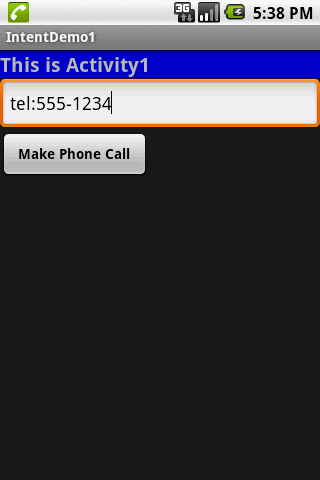 3G 5:38 PM
IntentDemo1
This is Activity1
tel:555-1234
Make Phone Call